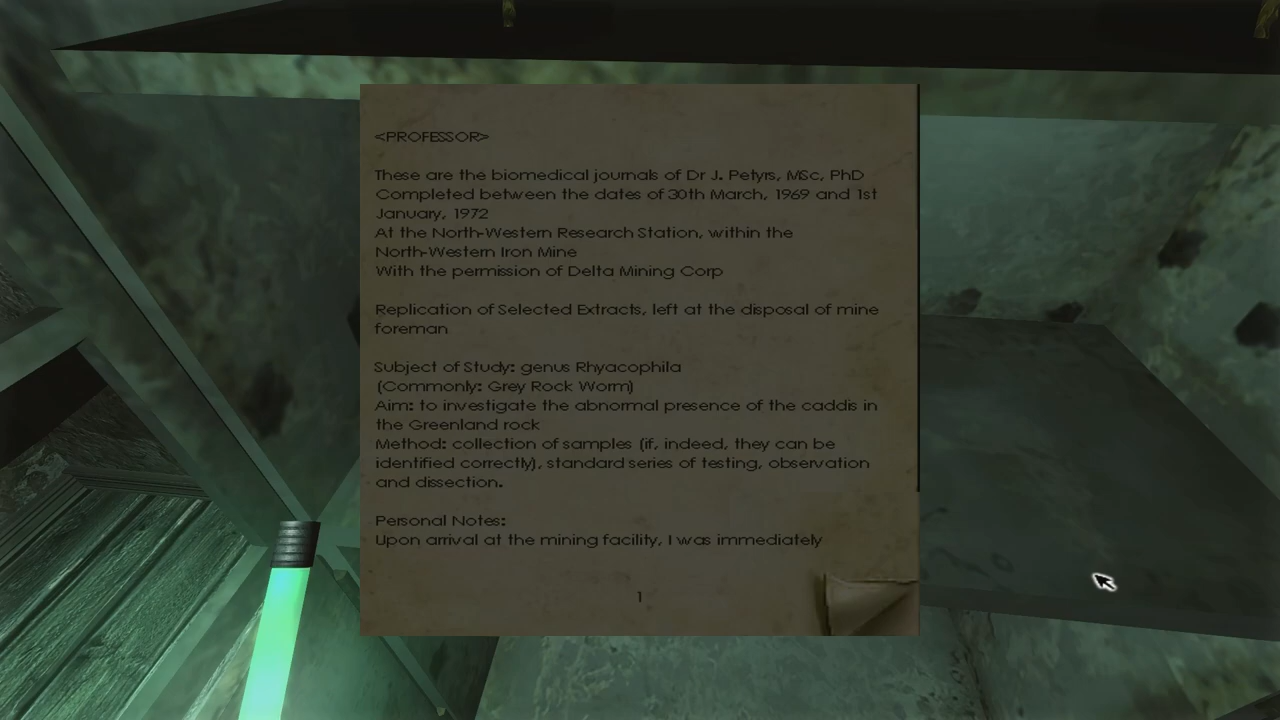 <PROFESSOR>
These are the biomedical journals of Dr J. Petyrs, MSc, PhD
Completed between the dates of 30th March, 1969 and 1st
January, 1972
At the North-Western Research Station, within the
North-Western Iron Mine
With the permission of Delta Mining Corp
Replication of Selected Extracts, left at the disposal of mine
foreman
Subject of Study: genus Rhyacophila
(Commonly: Grey Rock Worm)
Aim: to investigate the abnormal presence of the caddis in
the Greenland rock
Method: collection of samples (if, indeed, they can be
identified correctly), standard series of testing, observation
and dissection.
Personal Notes:
Upon arrival at the mining facility, I was immediately
1